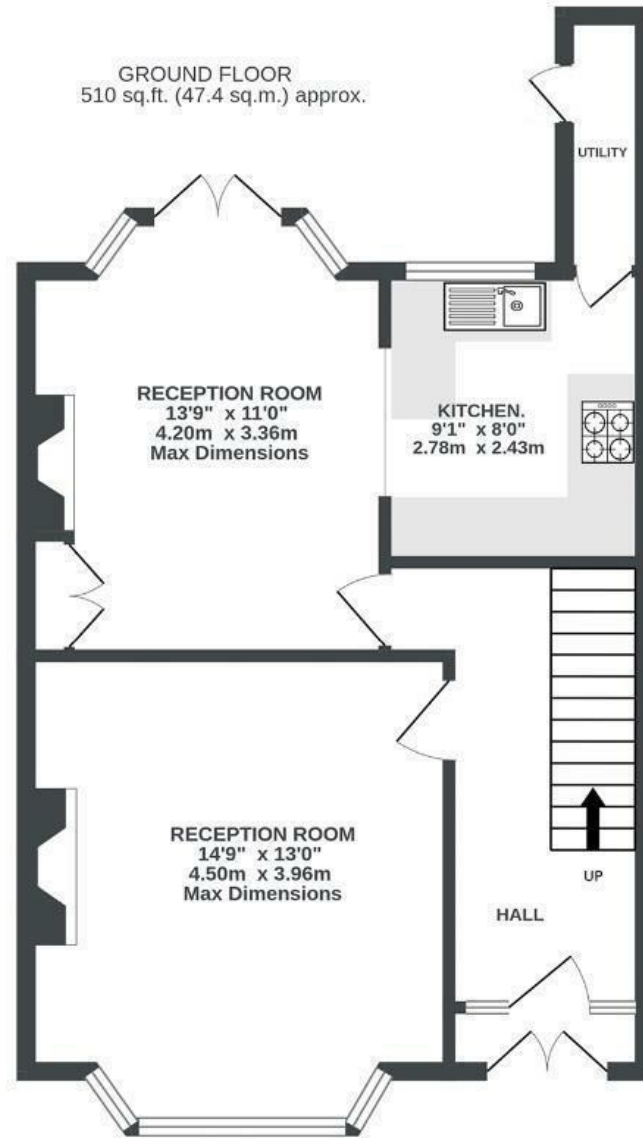 GROUND FLOOR
510 sq.ft. (47.4 sq.m.) approx.
UTILITY
RECEPTION ROOM
13'9" x 11'0"
4.20m x 3.36m
Max Dimensions
KITCHEN.
9'1" x 8'0"
2.78m x 2.43m
RECEPTION ROOM
14'9" x 13'0"
4.50m x 3.96m
Max Dimensions
UP
HALL